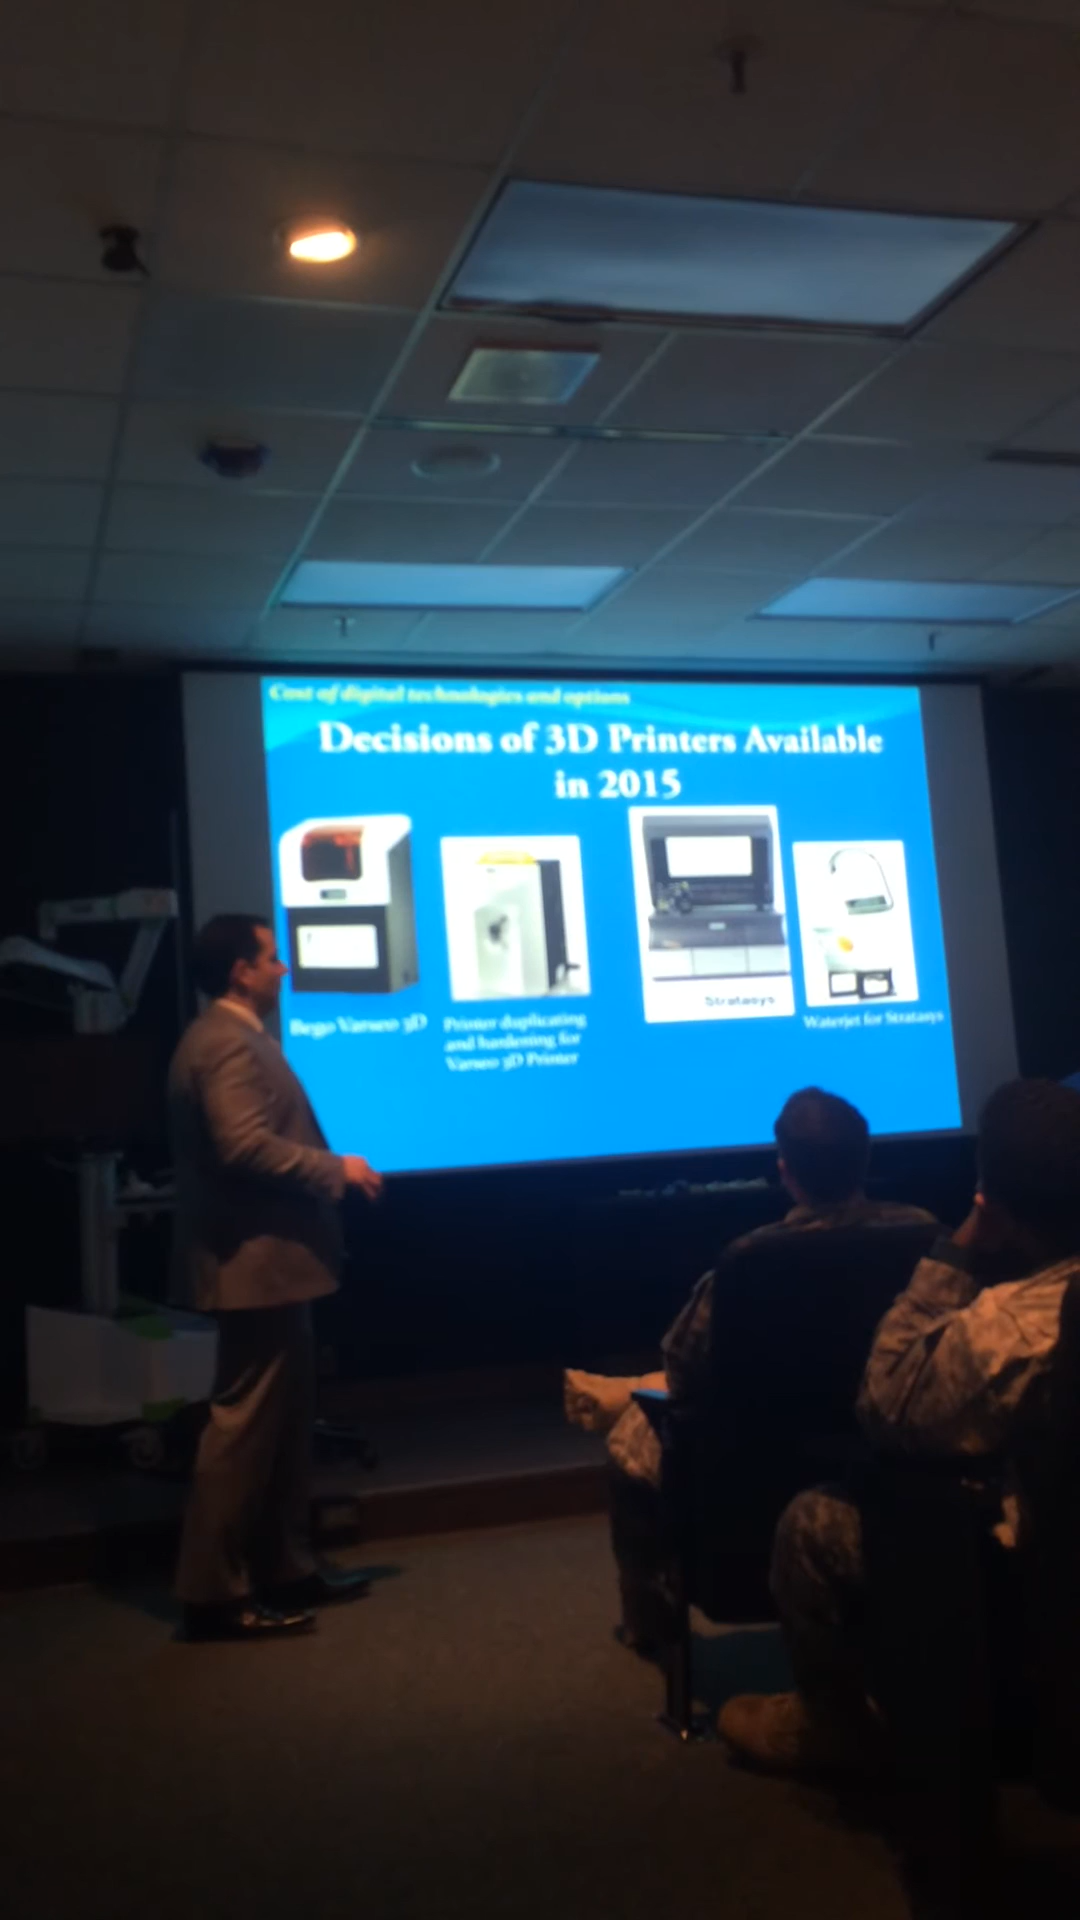 Cost of digital technologies and options
Decisions of 3D Printers Available
in 2015
Stratasys
Bego Varseo 3D
Printer duplicating
and hardening for
Varseo 3D Printer
Waterjet for Stratasys